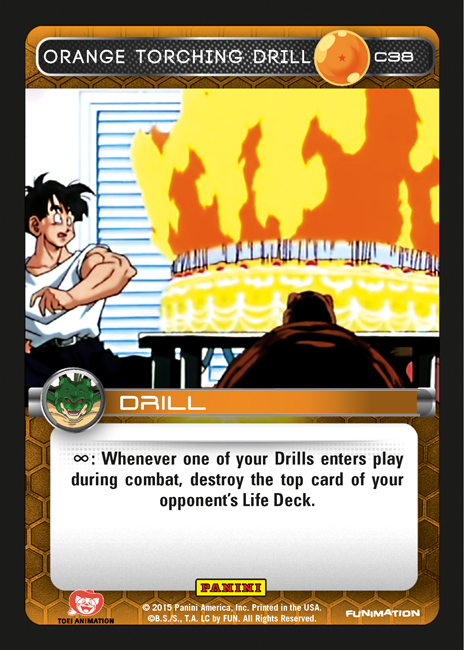 ORANGE TORCHING DRILL C38
DRILL
∞: Whenever one of your Drills enters play
during combat, destroy the top card of your
opponent's Life Deck.
PANINI
TOEI ANIMATION
© 2015 Panini America, Inc. Printed in the USA.
©B.S./S., T.A. LC by FUN. All Rights Reserved.
FUNIMATION